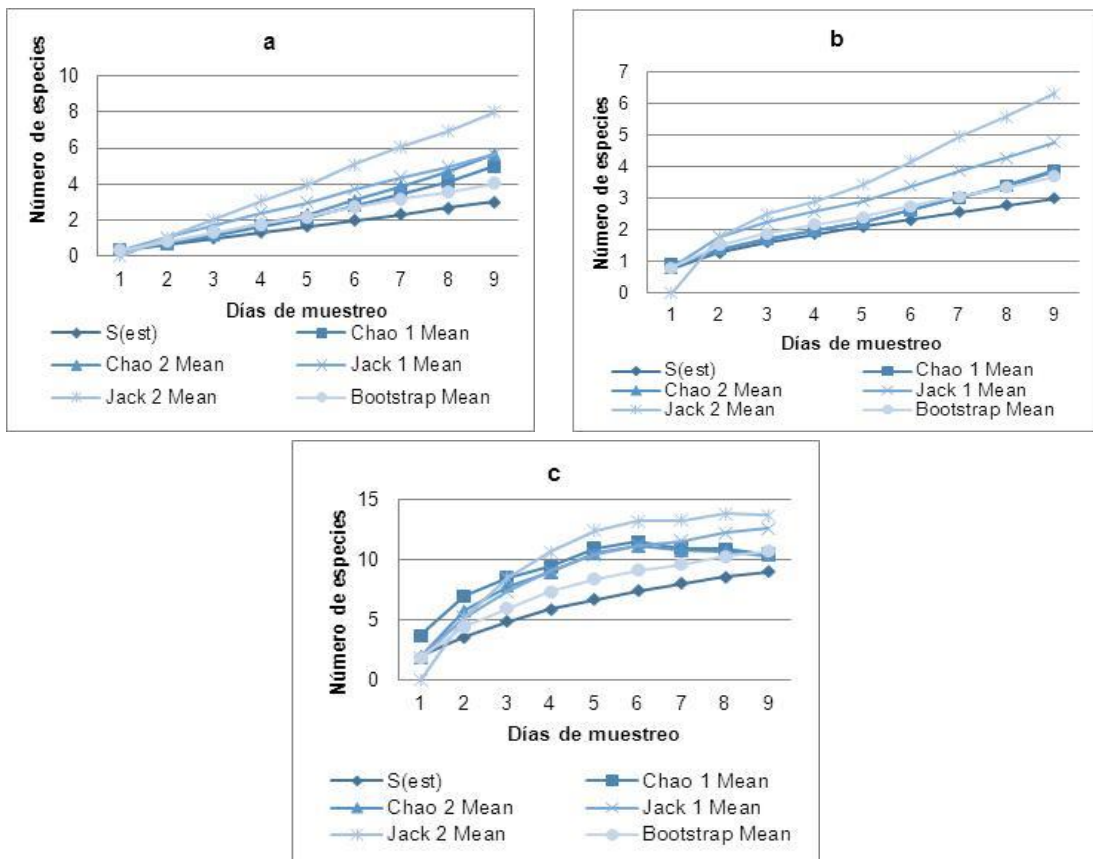 a
Número de especies
10
8
6
4
2
0
1 2 3 4 5 6 7 8 9
Días de muestreo
S(est) Chao 1 Mean
Chao 2 Mean Jack 1 Mean
Jack 2 Mean Bootstrap Mean
b
Número de especies
7
6
5
4
3
2
1
0
1 2 3 4 5 6 7 8 9
Días de muestreo
S(est) Chao 1 Mean
Chao 2 Mean Jack 1 Mean
Jack 2 Mean Bootstrap Mean
c
Número de especies
15
10
5
0
1 2 3 4 5 6 7 8 9
Días de muestreo
S(est) Chao 1 Mean
Chao 2 Mean Jack 1 Mean
Jack 2 Mean Bootstrap Mean